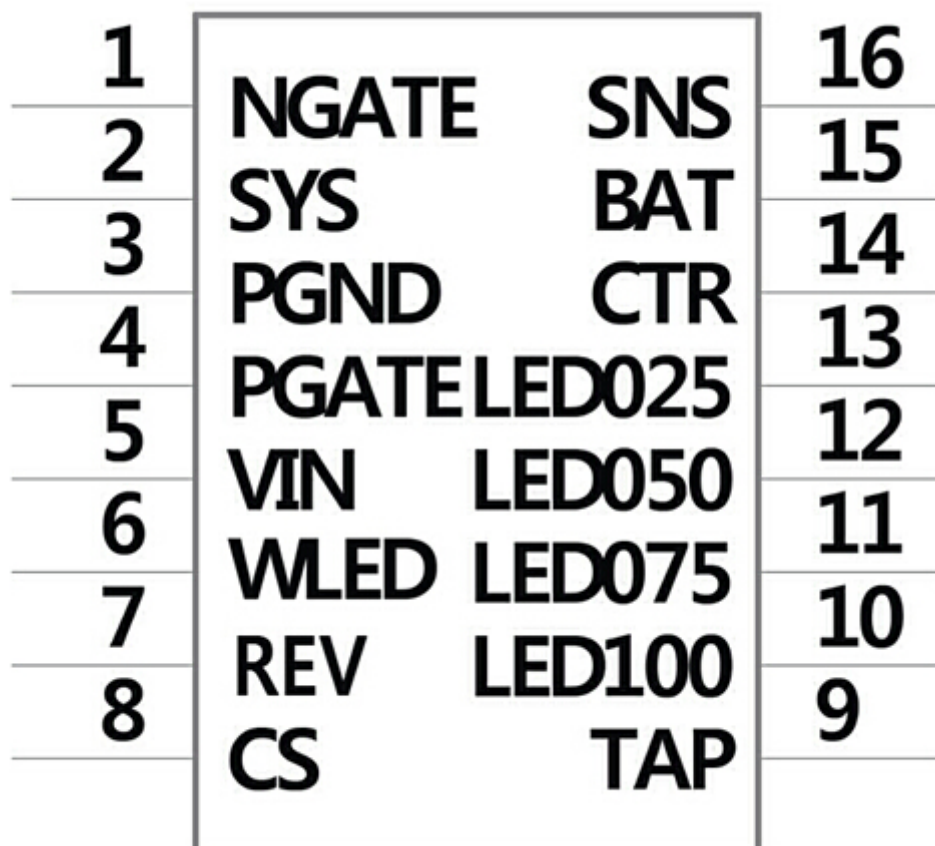 1 NGATE SNS 16
2 SYS BAT 15
3 PGND CTR 14
4 PGATE LED025 13
5 VIN LED050 12
6 WLED LED075 11
7 REV LED100 10
8 CS TAP 9